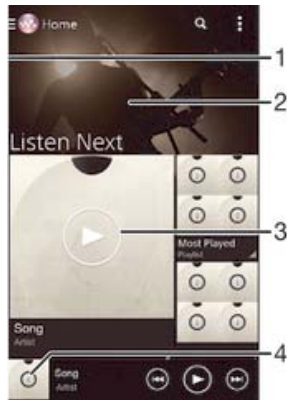 Home
1
2
Listen Next
Most Played
Playlist
3
Song
Artist
4
Song
Artist